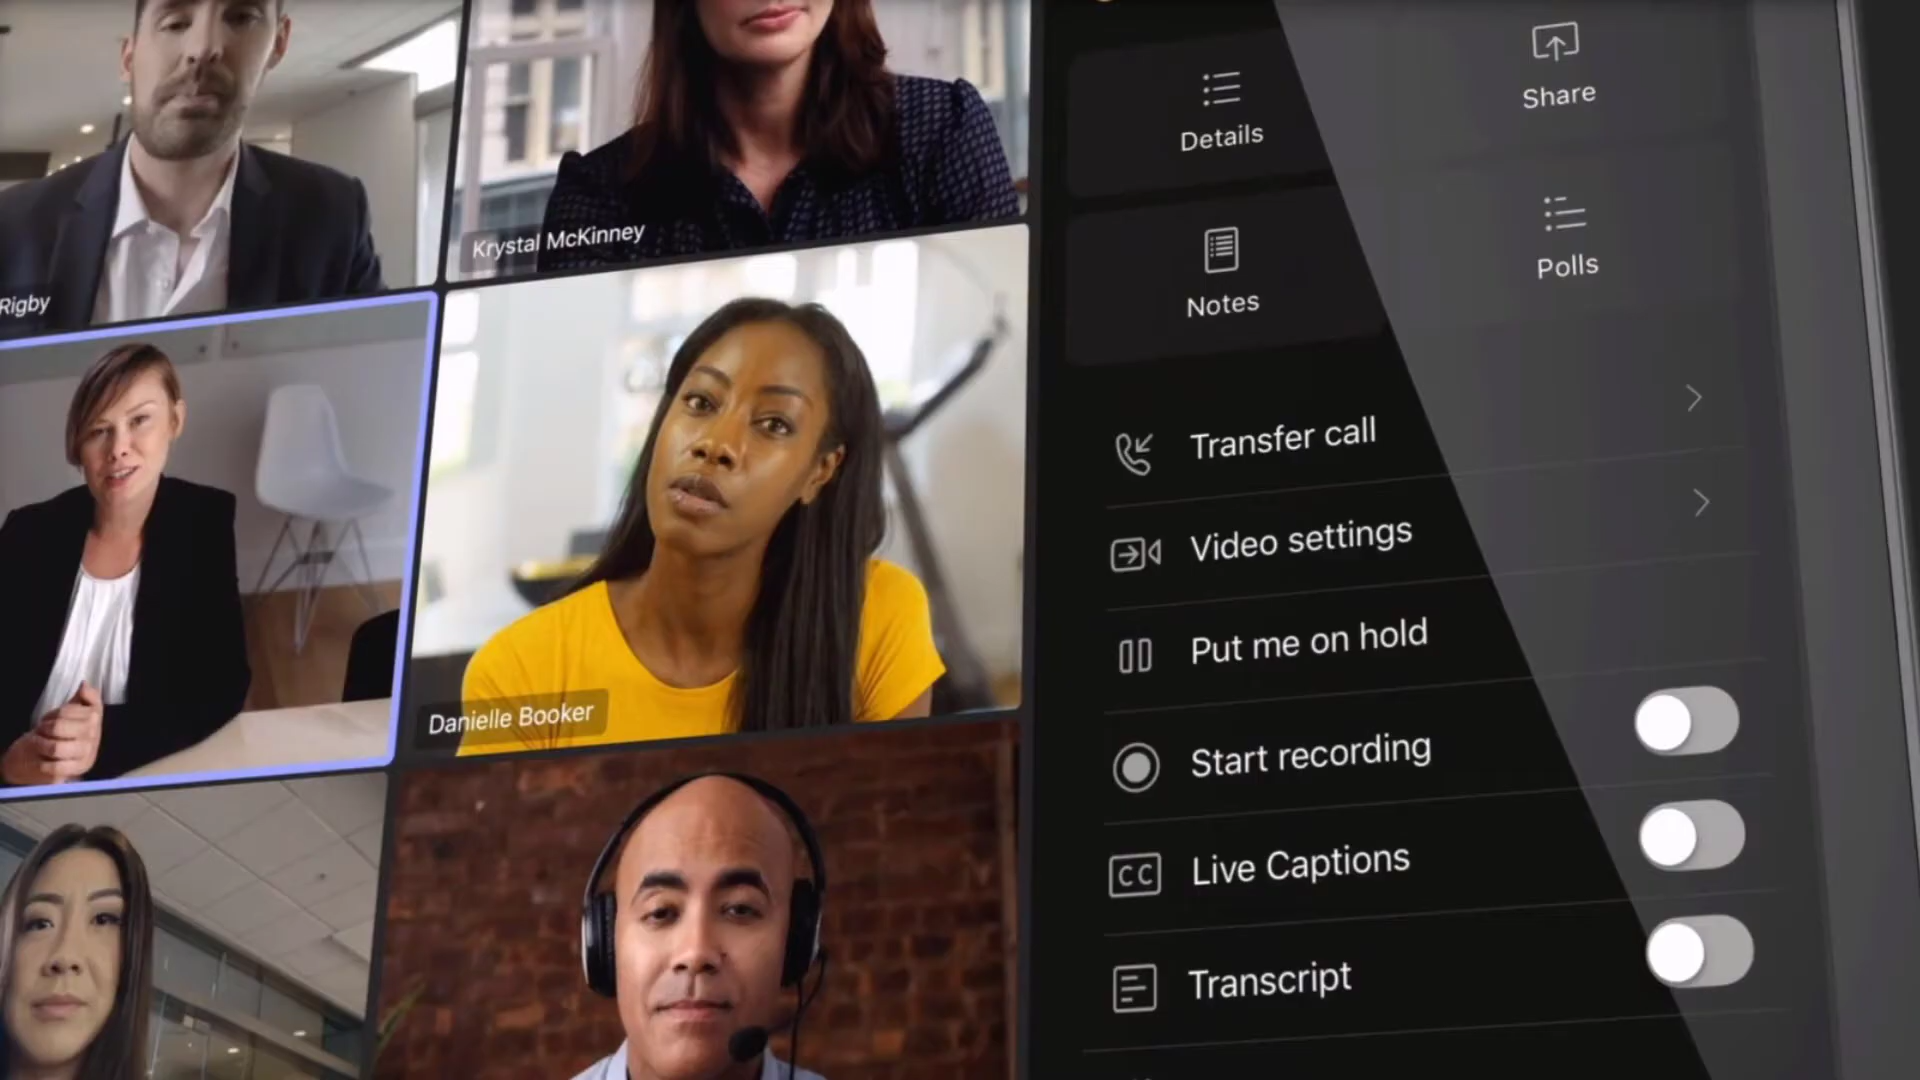 Rigby
Krystal McKinney
Danielle Booker
Details
Share
Notes
Polls
Transfer call
Video settings
Put me on hold
Start recording
CC Live Captions
Transcript